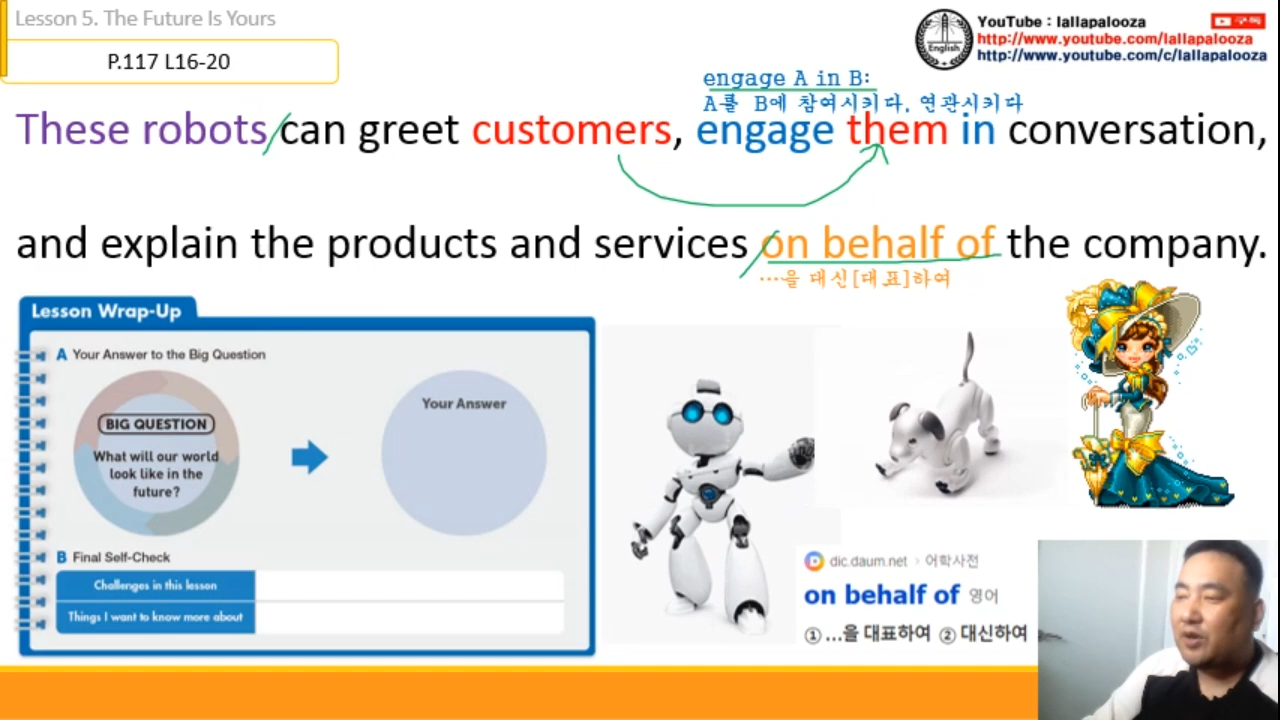 Lesson 5. The Future Is Yours
P.117 L16-20
English
YouTube : lallapalooza
구독
http://www.youtube.com/lallapalooza
http://www.youtube.com/c/lallapalooza
engage A in B:
A를 B에 참여시키다, 연관시키다
These robots can greet customers, engage them in conversation,
and explain the products and services on behalf of the company.
····을 대신[대표]하여
Lesson Wrap-Up
A Your Answer to the Big Question
BIG QUESTION
What will our world
look like in the
future?
Your Answer
B Final Self-Check
Challenges in this lesson
Things I want to know more about
dic.daum.net › 어학사전
on behalf of 영어
① ...을 대표하여 ② 대신하여